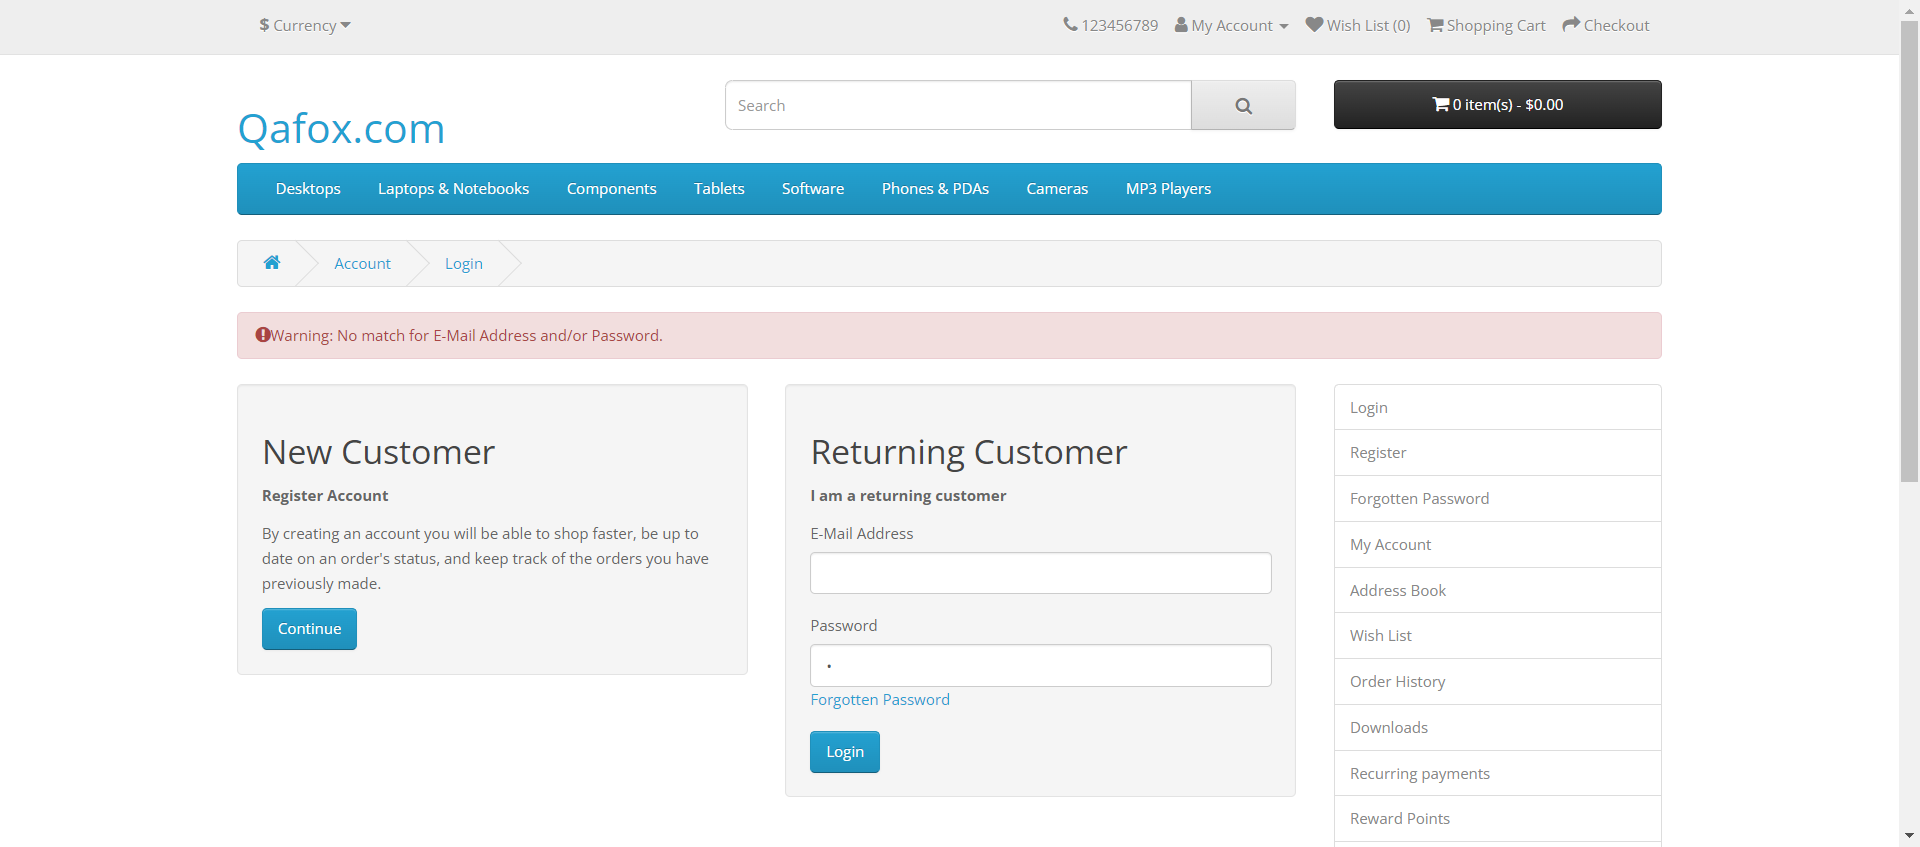 $ Currency
123456789 My Account Wish List (0) Shopping Cart Checkout
Qafox.com
Search
0 item(s) - $0.00
Desktops Laptops & Notebooks Components Tablets Software Phones & PDAs Cameras MP3 Players
Account Login
Warning: No match for E-Mail Address and/or Password.
New Customer
Register Account
By creating an account you will be able to shop faster, be up to
date on an order's status, and keep track of the orders you have
previously made.
Continue
Returning Customer
I am a returning customer
E-Mail Address
Password
•
Forgotten Password
Login
Login
Register
Forgotten Password
My Account
Address Book
Wish List
Order History
Downloads
Recurring payments
Reward Points